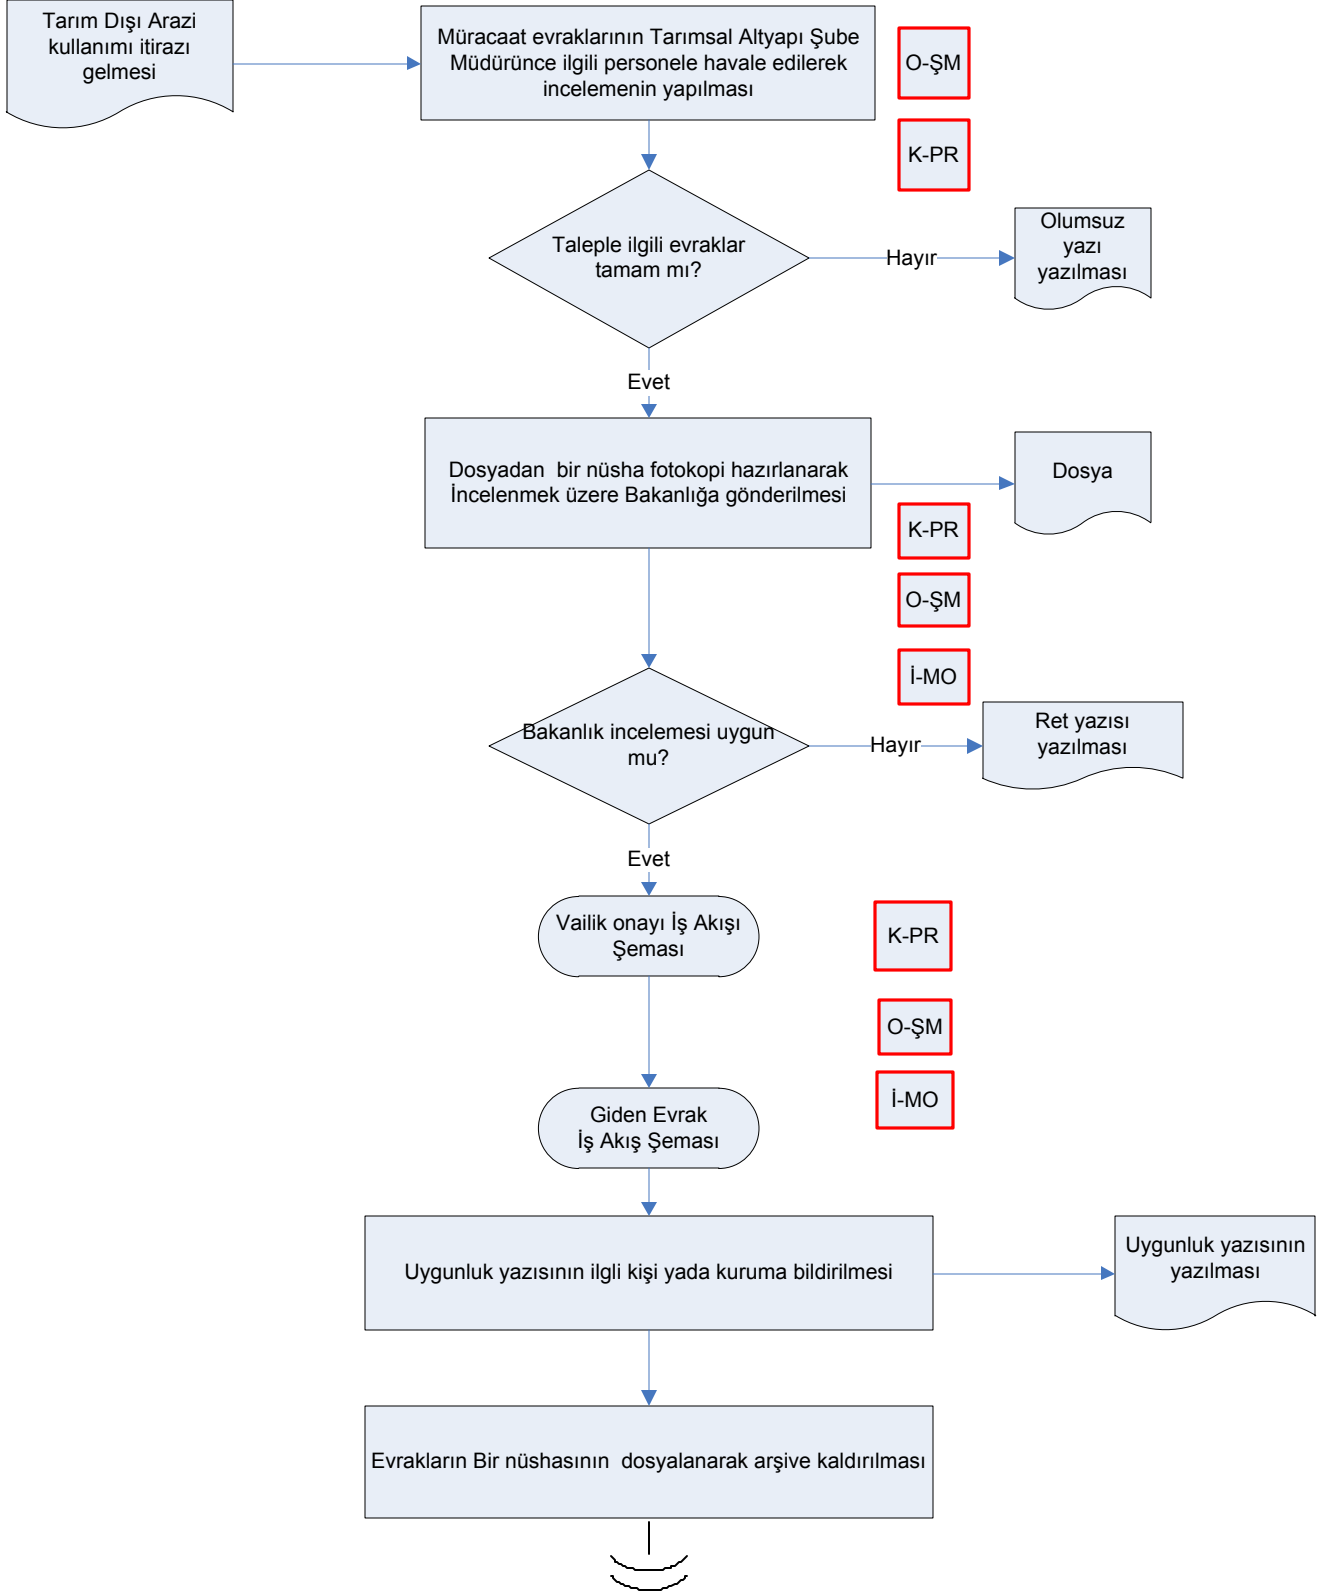 Tarım Dışı Arazi
kullanımı itirazı
gelmesi
Müracaat evraklarının Tarımsal Altyapı Şube
Müdürünce ilgili personele havale edilerek
incelemenin yapılması
O-ŞM
K-PR
Taleple ilgili evraklar
tamam mı?
Hayır
Olumsuz
yazı
yazılması
Evet
Dosyadan  bir nüsha fotokopi hazırlanarak
İncelenmek üzere Bakanlığa gönderilmesi
Dosya
K-PR
O-ŞM
İ-MO
Bakanlık incelemesi uygun
mu?
Hayır
Ret yazısı
yazılması
Evet
Vailik onayı İş Akışı
Şeması
K-PR
O-ŞM
İ-MO
Giden Evrak
İş Akış Şeması
Uygunluk yazısının ilgli kişi yada kuruma bildirilmesi
Uygunluk yazısının
yazılması
Evrakların Bir nüshasının  dosyalanarak arşive kaldırılması